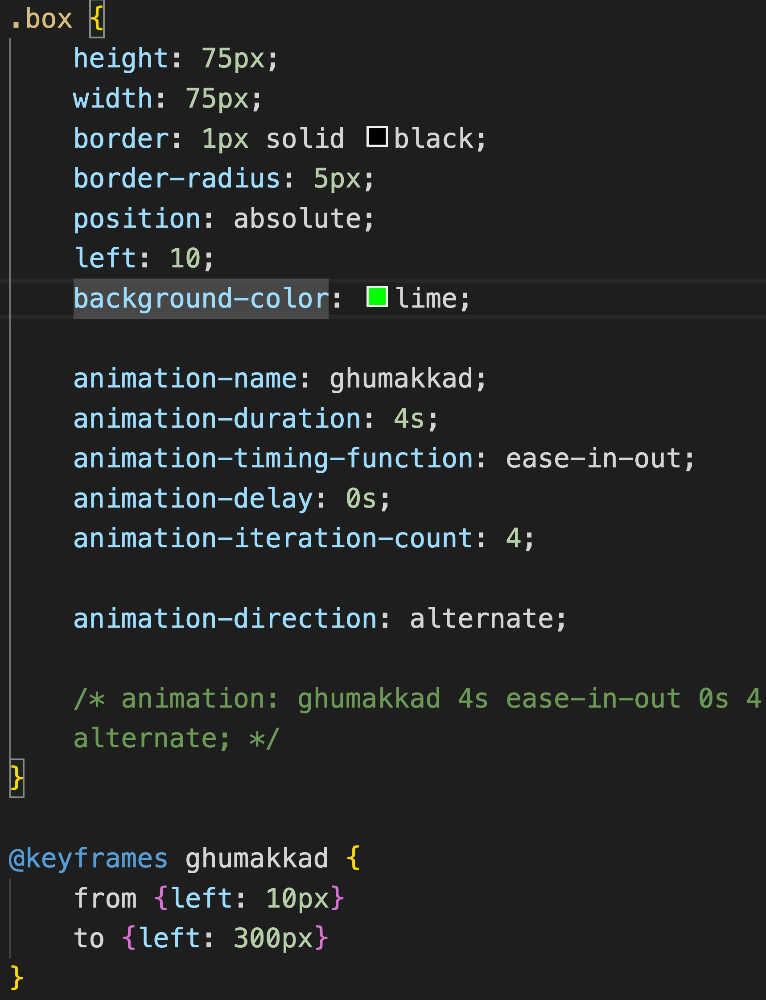 .box {
height: 75px;
width: 75px;
border: 1px solid black;
border-radius: 5px;
position: absolute;
left: 10;
background-color: lime;
animation-name: ghumakkad;
animation-duration: 4s;
animation-timing-function: ease-in-out;
animation-delay: 0s;
animation-iteration-count: 4;
animation-direction: alternate;
/* animation: ghumakkad 4s ease-in-out 0s 4
alternate; */
}
@keyframes ghumakkad {
from {left: 10px}
to {left: 300px}
}